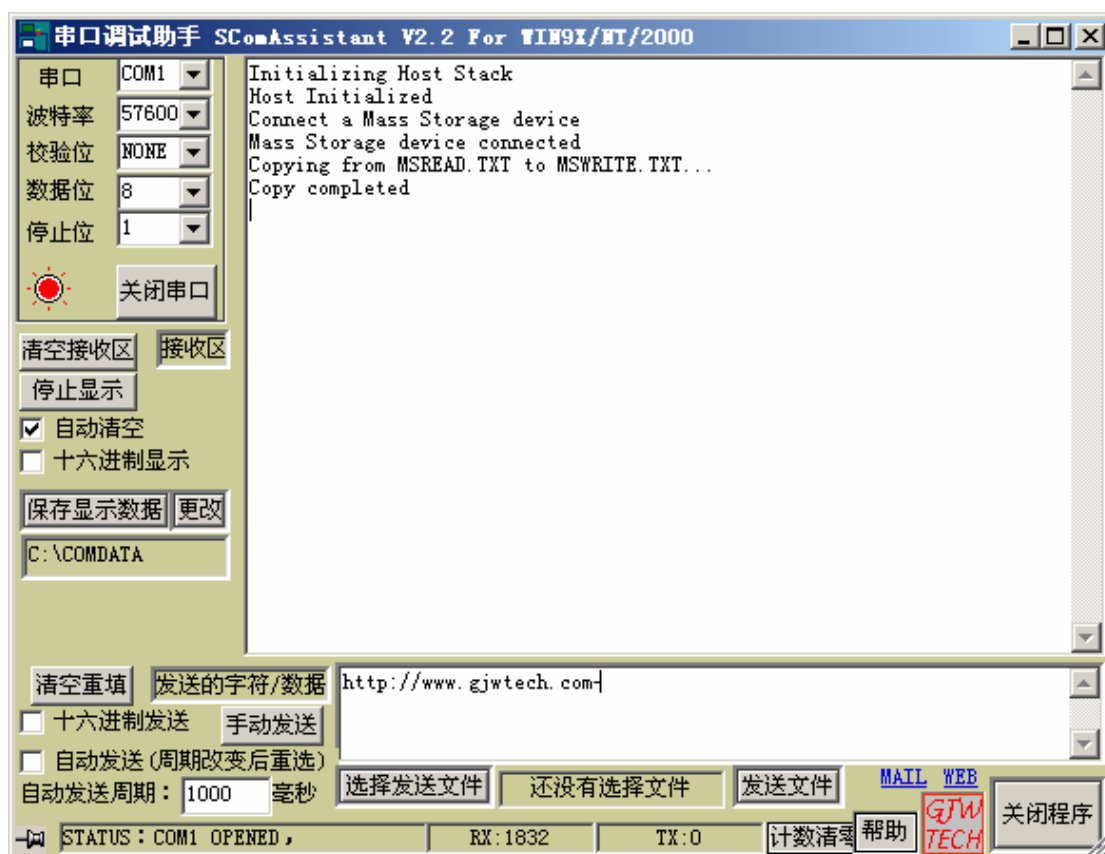 串口调试助手 SComAssistant V2.2 For WIN9X/NT/2000
串口 COM1
波特率 57600
校验位 NONE
数据位 8
停止位 1
关闭串口
清空接收区 接收区
停止显示
自动清空
十六进制显示
保存显示数据 更改
C:\COMDATA
Initializing Host Stack
Host Initialized
Connect a Mass Storage device
Mass Storage device connected
Copying from MSREAD.TXT to MSWRITE.TXT...
Copy completed
清空重填 发送的字符/数据 http://www.gjwtech.com
十六进制发送 手动发送
自动发送(周期改变后重选)
自动发送周期: 1000 毫秒 选择发送文件 还没有选择文件 发送文件 MAIL WEB
GJW TECH 关闭程序
STATUS:COM1 OPENED, RX:1832 TX:0 计数清零 帮助